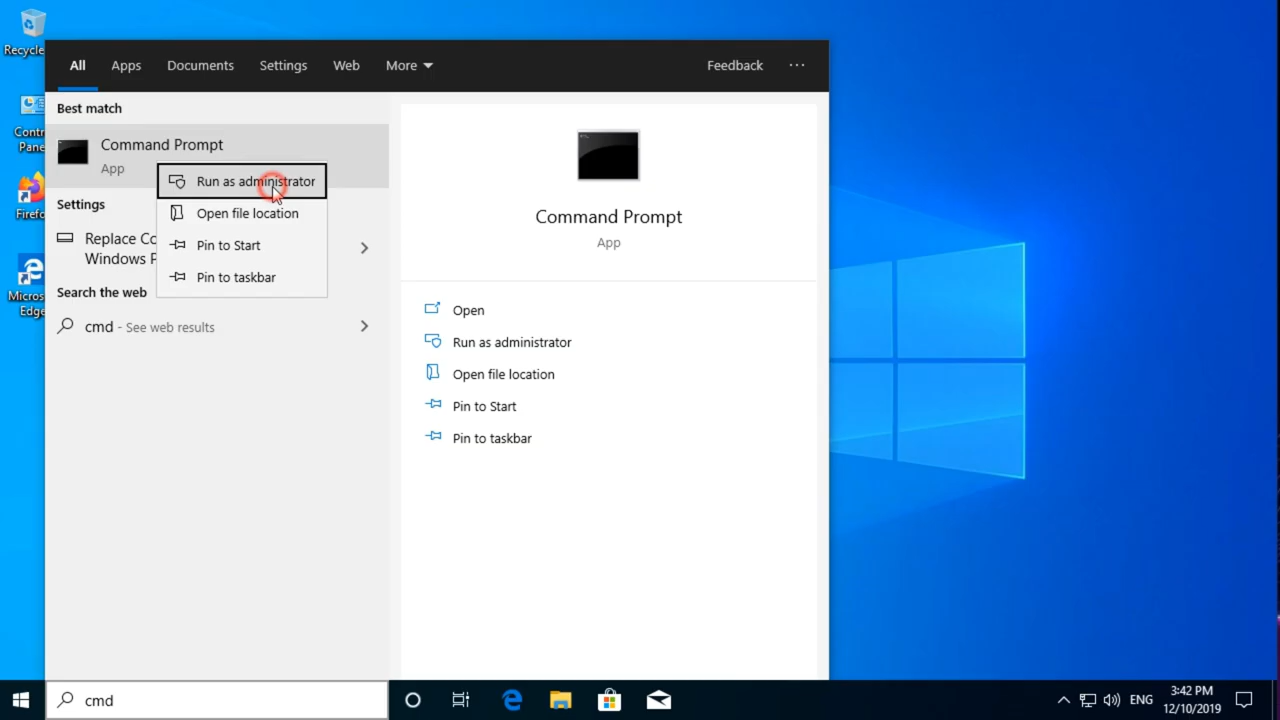 Recycle
All
Apps
Documents
Settings
Web
More
Feedback
Best match
Command Prompt
App
Run as administrator
Open file location
Pin to Start
Pin to taskbar
Settings
Replace Co
Windows P
Search the web
cmd - See web results
Command Prompt
App
Open
Run as administrator
Open file location
Pin to Start
Pin to taskbar
Contr
Pane
Firefo
Micros
Edge
cmd
ENG
3:42 PM
12/10/2019